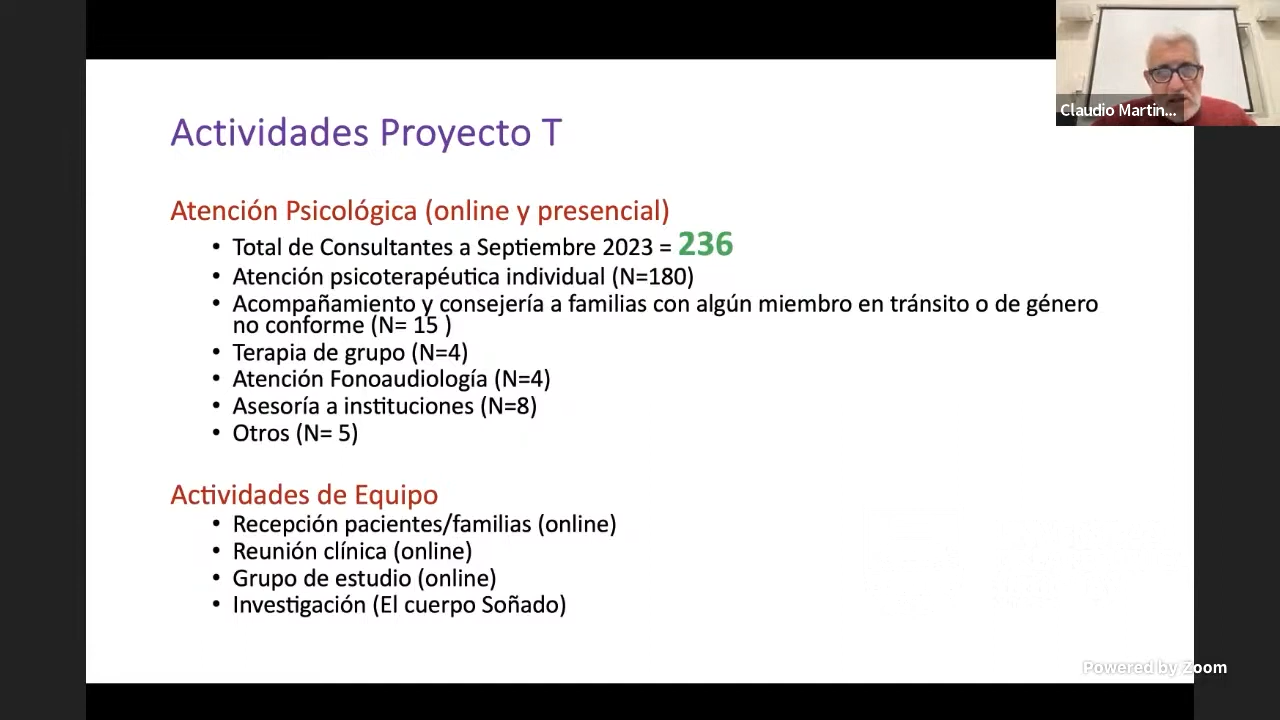 Actividades Proyecto T
Claudio Martin...
Atención Psicológica (online y presencial)
• Total de Consultantes a Septiembre 2023 = 236
• Atención psicoterapéutica individual (N=180)
• Acompañamiento y consejería a familias con algún miembro en tránsito o de género
no conforme (N= 15 )
• Terapia de grupo (N=4)
• Atención Fonoaudiología (N=4)
• Asesoría a instituciones (N=8)
• Otros (N= 5)
Actividades de Equipo
• Recepción pacientes/familias (online)
• Reunión clínica (online)
• Grupo de estudio (online)
• Investigación (El cuerpo Soñado)
Powered by Zoom